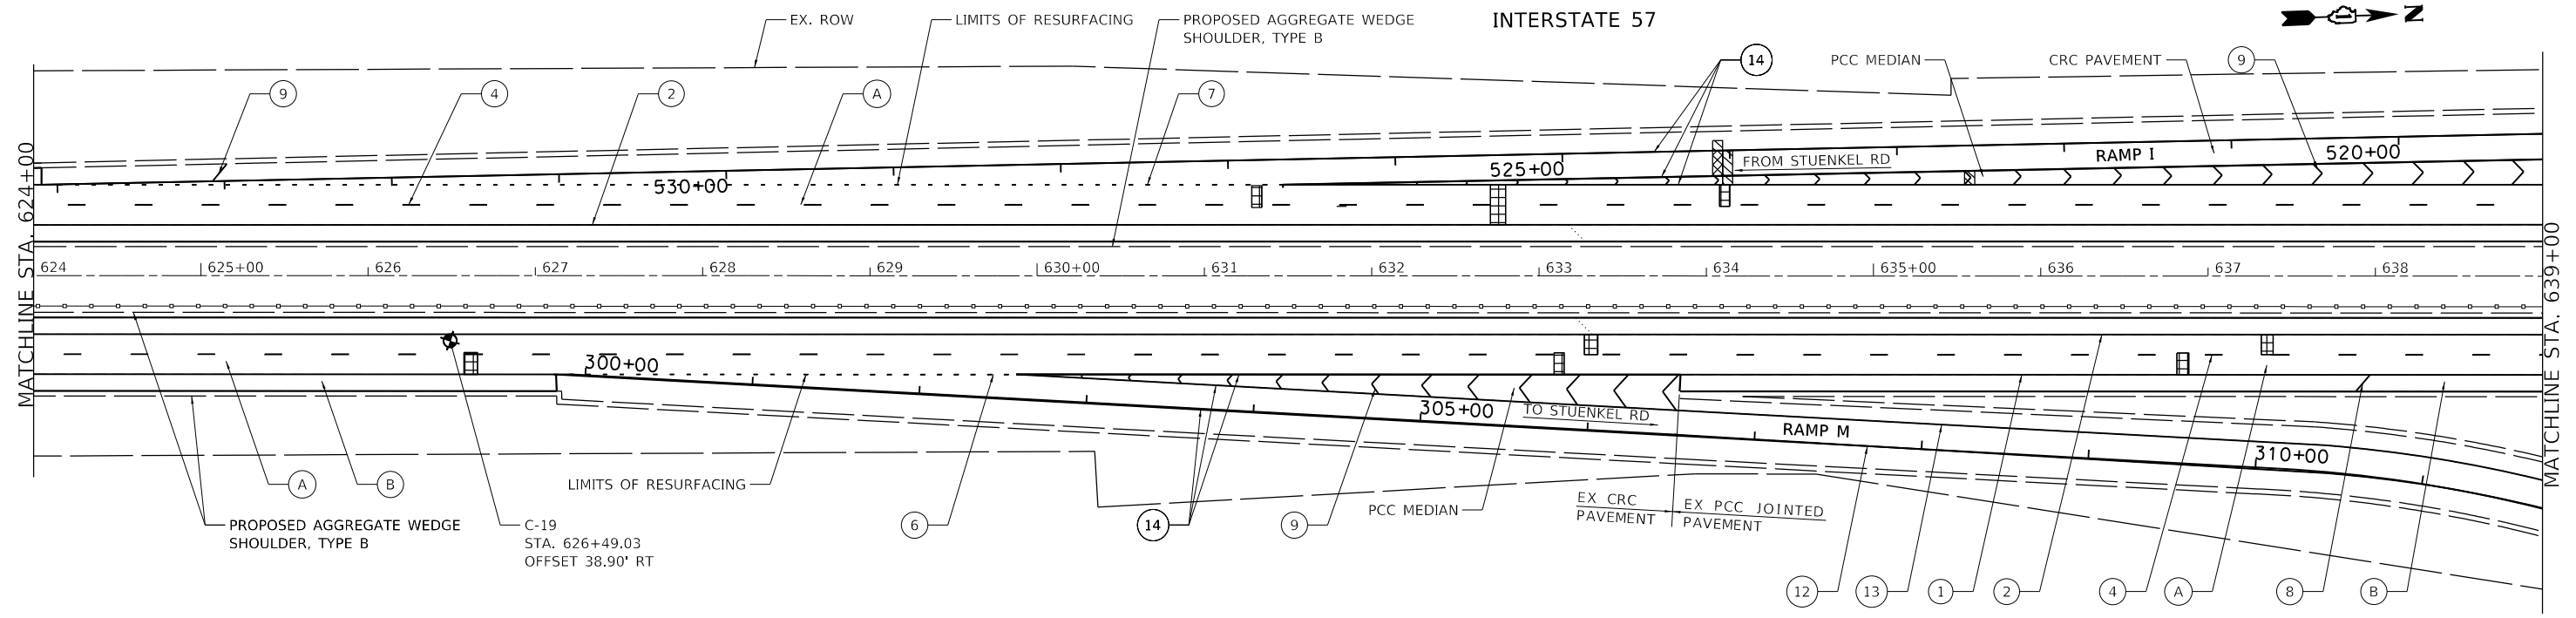 EX. ROW
LIMITS OF RESURFACING
PROPOSED AGGREGATE WEDGE
SHOULDER, TYPE B
INTERSTATE 57
N
14
PCC MEDIAN
CRC PAVEMENT
9
9
4
2
A
7
MATCHLINE STA. 624+00
530+00
525+00
FROM STUENKEL RD
RAMP I
520+00
624
625+00
626
627
628
629
630+00
631
632
633
634
635+00
636
637
638
MATCHLINE STA. 639+00
300+00
305+00
TO STUENKEL RD
RAMP M
310+00
A
B
LIMITS OF RESURFACING
6
14
9
PCC MEDIAN
EX CRC
PAVEMENT
EX PCC JOINTED
PAVEMENT
PROPOSED AGGREGATE WEDGE
SHOULDER, TYPE B
C-19
STA. 626+49.03
OFFSET 38.90' RT
12
13
1
2
4
A
8
B